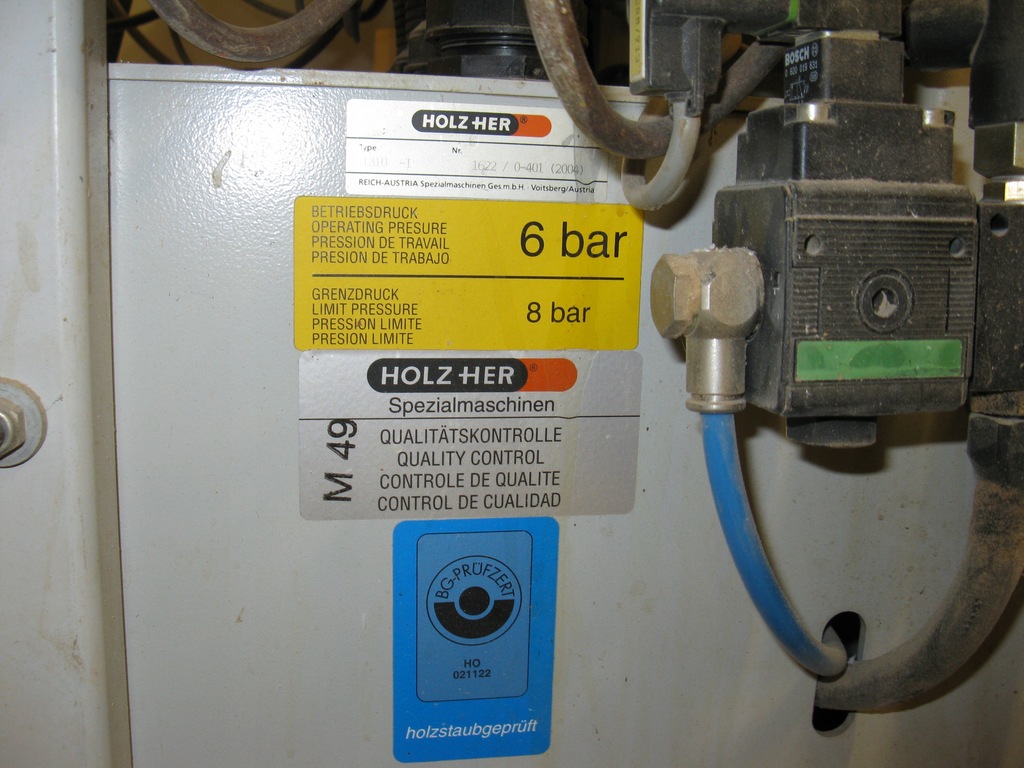 HOLZ-HER®
Type Nr.
1310 -1 1622 / 0-401 (2004)
REICH-AUSTRIA Spezialmaschinen Ges.m.b.H. · Voitsberg/Austria
BETRIEBSDRUCK
OPERATING PRESURE
PRESSION DE TRAVAIL
PRESION DE TRABAJO
6 bar
GRENZDRUCK
LIMIT PRESSURE
PRESSION LIMITE
PRESION LIMITE
8 bar
HOLZ-HER®
Spezialmaschinen
M 49
QUALITÄTSKONTROLLE
QUALITY CONTROL
CONTROLE DE QUALITE
CONTROL DE CUALIDAD
BG-PRÜFZERT
HO
021122
holzstaubgeprüft
BOSCH